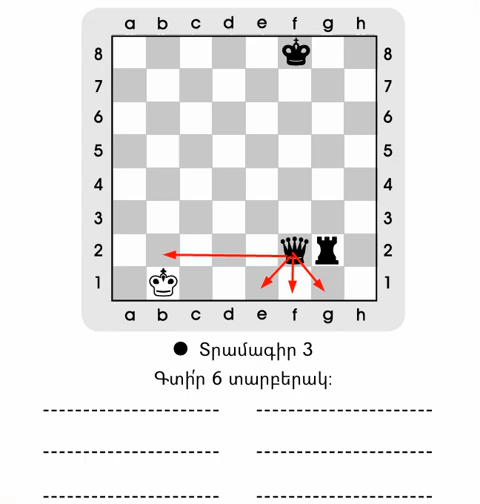 a b c d e f g h
8 8
7 7
6 6
5 5
4 4
3 3
2 2
1 1
a b c d e f g h
● Տրամագիր 3
Գտի՛ր 6 տարբերակ։